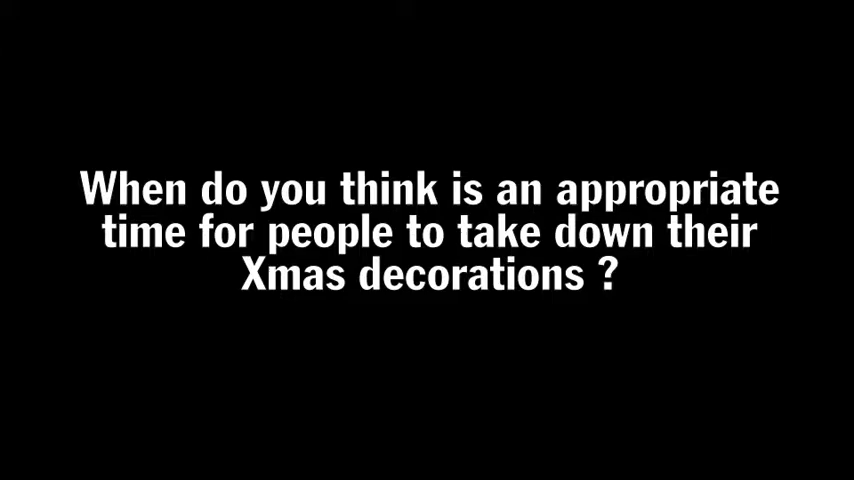 When do you think is an appropriate
time for people to take down their
Xmas decorations ?